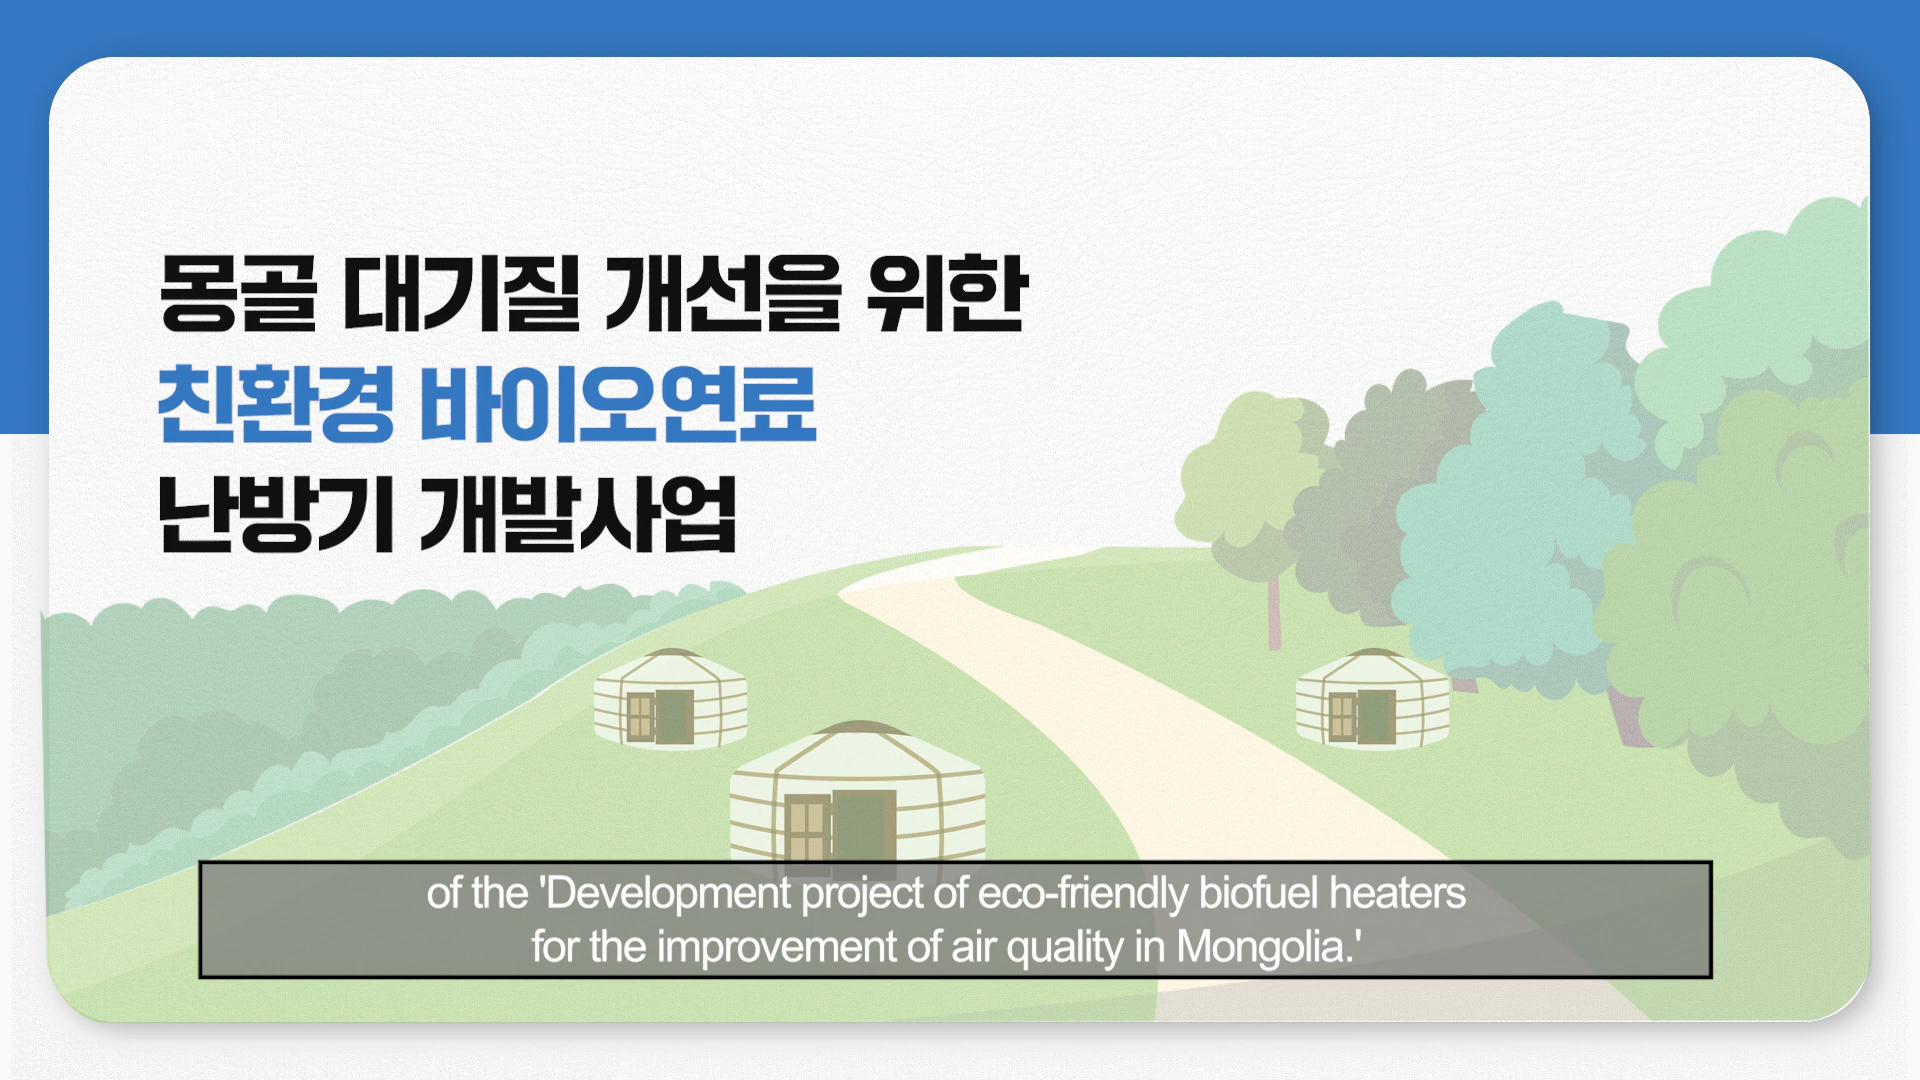 몽골 대기질 개선을 위한
친환경 바이오연료
난방기 개발사업
of the 'Development project of eco-friendly biofuel heaters
for the improvement of air quality in Mongolia.'